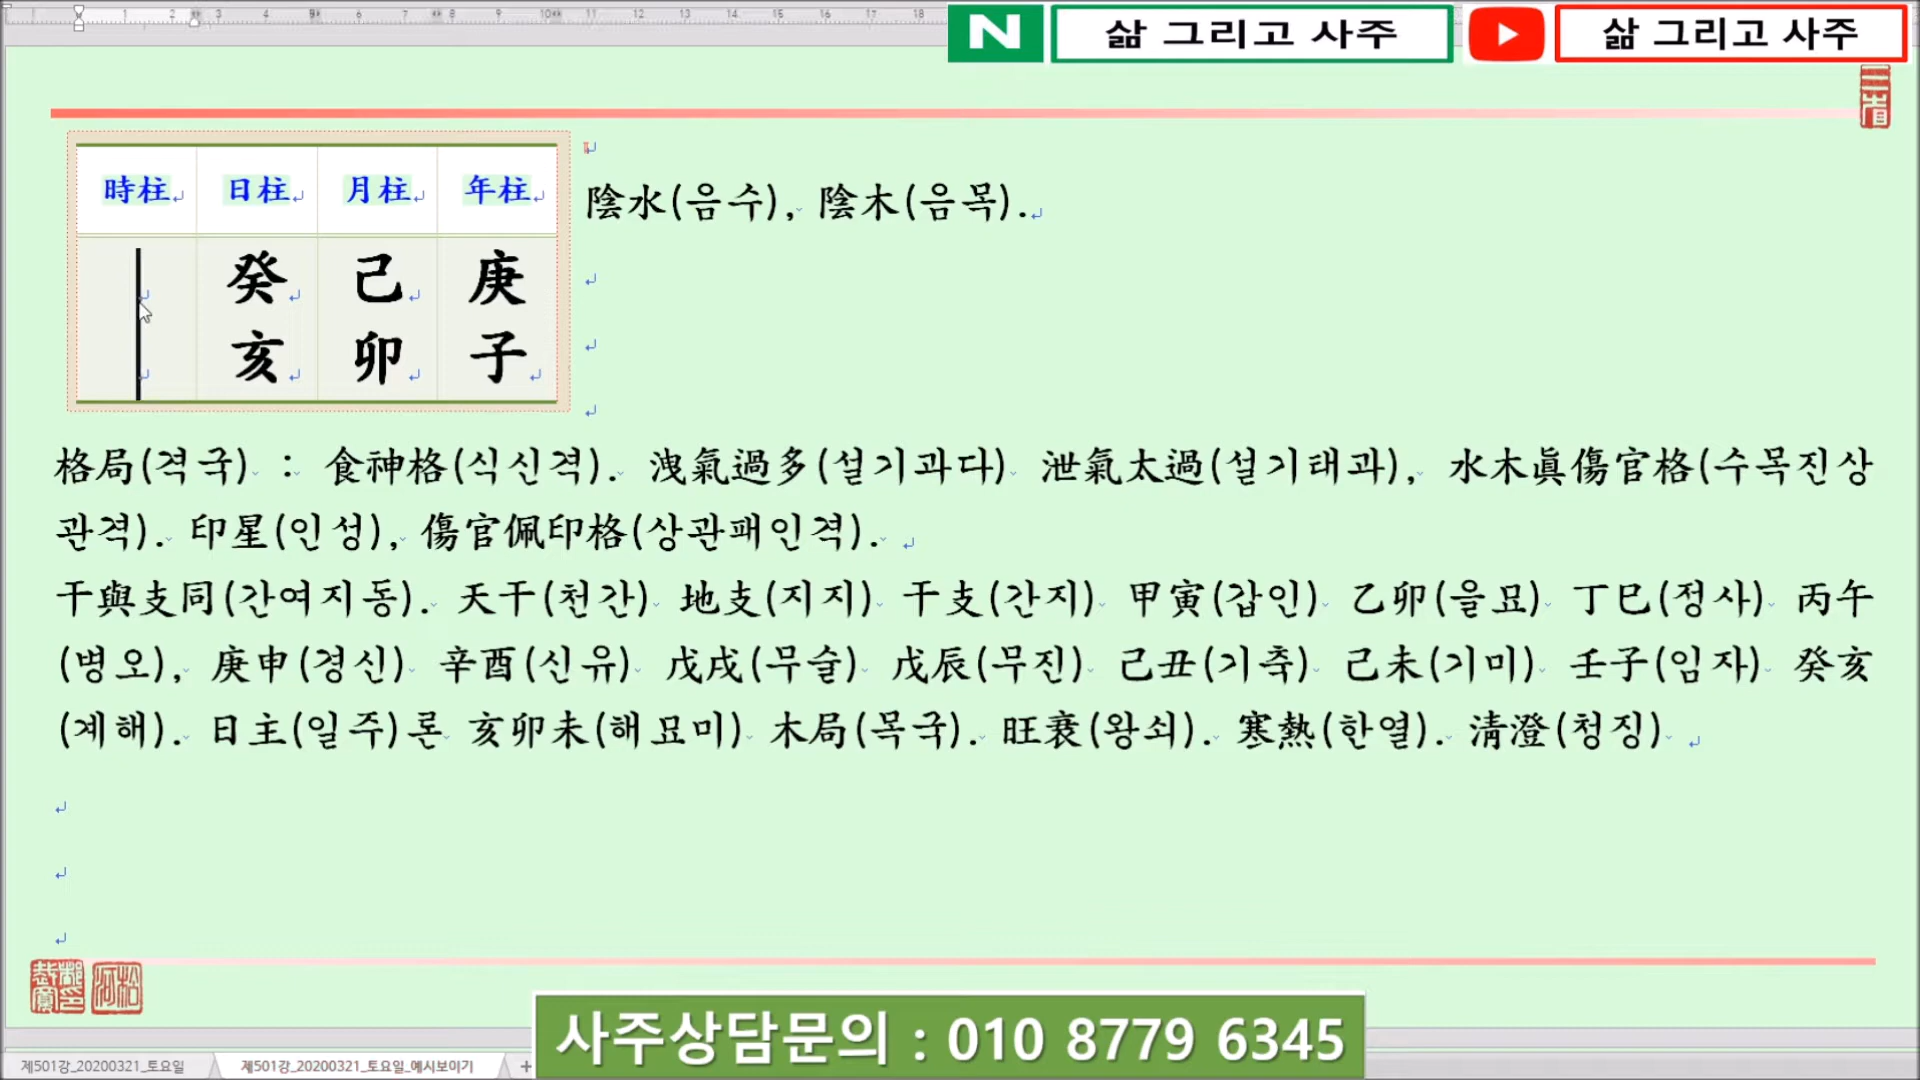 삶 그리고 사주 삶 그리고 사주
時柱 日柱 月柱 年柱
癸 己 庚
亥 卯 子
陰水(음수), 陰木(음목).
格局(격국) : 食神格(식신격). 洩氣過多(설기과다) 泄氣太過(설기태과), 水木眞傷官格(수목진상
관격). 印星(인성), 傷官佩印格(상관패인격).
干與支同(간여지동). 天干(천간) 地支(지지) 干支(간지) 甲寅(갑인) 乙卯(을묘) 丁巳(정사) 丙午
(병오), 庚申(경신) 辛酉(신유) 戊戌(무술) 戊辰(무진) 己丑(기축) 己未(기미) 壬子(임자) 癸亥
(계해). 日主(일주)론 亥卯未(해묘미) 木局(목국). 旺衰(왕쇠). 寒熱(한열). 清澄(청징)
사주상담문의 : 010 8779 6345
제501강_20200321_토요일 제501강_20200321_토요일_예시보이기